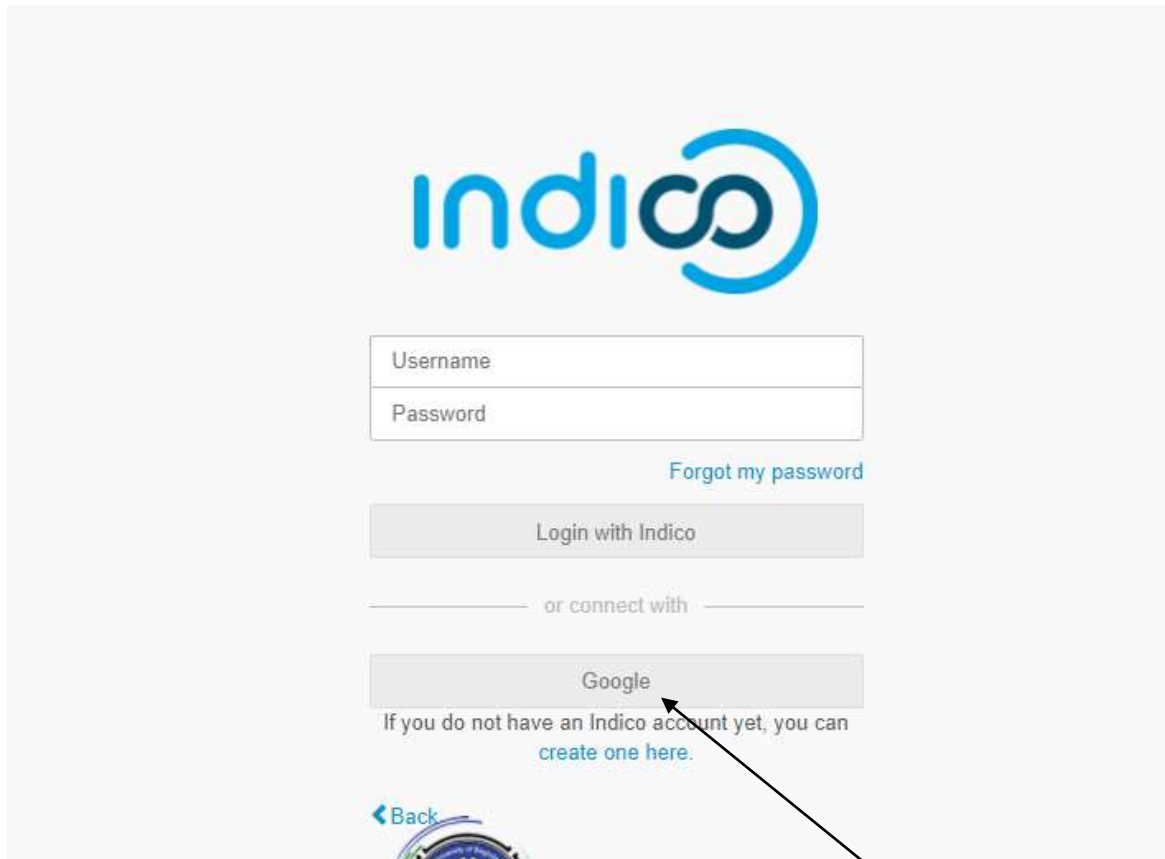 indico
Username
Password
Forgot my password
Login with Indico
or connect with
Google
If you do not have an Indico account yet, you can
create one here.
Back